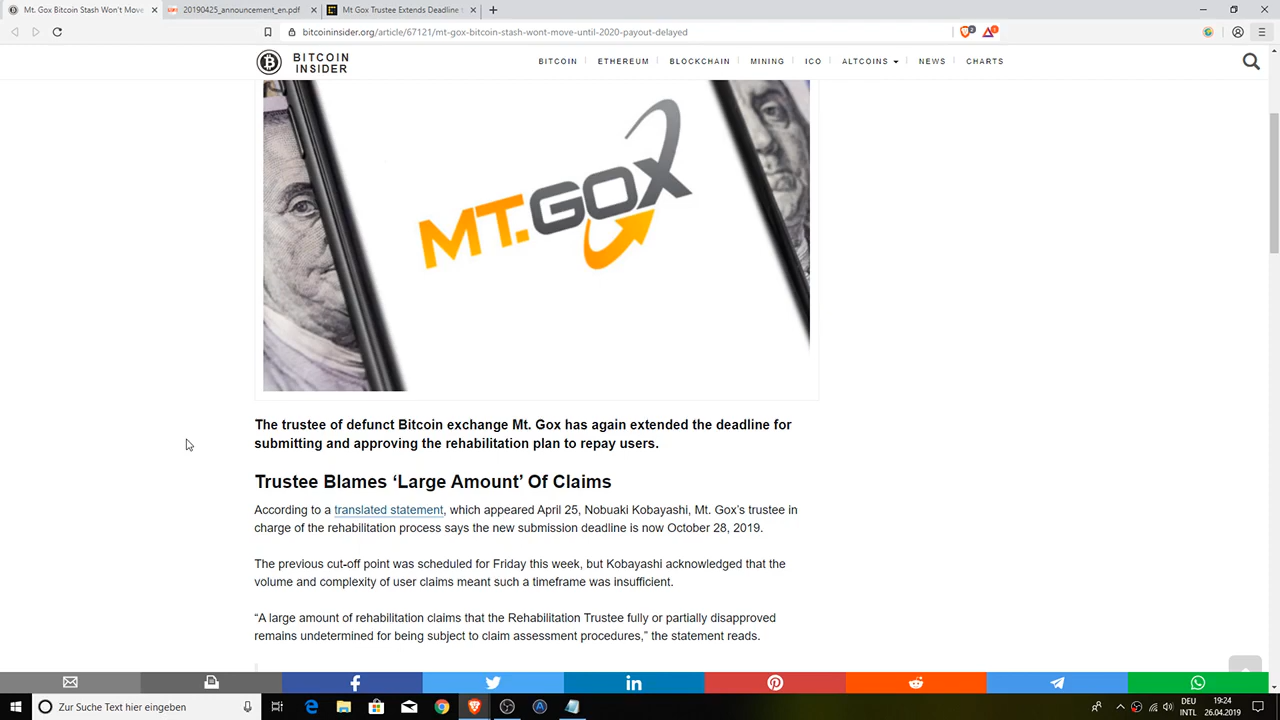 Mt. Gox Bitcoin Stash Won't Move
20190425_announcement_en.pdf
Mt Gox Trustee Extends Deadline
bitcoininsider.org/article/67121/mt-gox-bitcoin-stash-wont-move-until-2020-payout-delayed
BITCOIN
INSIDER
BITCOIN
ETHEREUM
BLOCKCHAIN
MINING
ICO
ALTCOINS
NEWS
CHARTS
MT.GOX
The trustee of defunct Bitcoin exchange Mt. Gox has again extended the deadline for
submitting and approving the rehabilitation plan to repay users.
Trustee Blames ‘Large Amount’ Of Claims
According to a translated statement, which appeared April 25, Nobuaki Kobayashi, Mt. Gox’s trustee in
charge of the rehabilitation process says the new submission deadline is now October 28, 2019.
The previous cut-off point was scheduled for Friday this week, but Kobayashi acknowledged that the
volume and complexity of user claims meant such a timeframe was insufficient.
“A large amount of rehabilitation claims that the Rehabilitation Trustee fully or partially disapproved
remains undetermined for being subject to claim assessment procedures,” the statement reads.
Zur Suche Text hier eingeben
DEU
INTL
19:24
26.04.2019